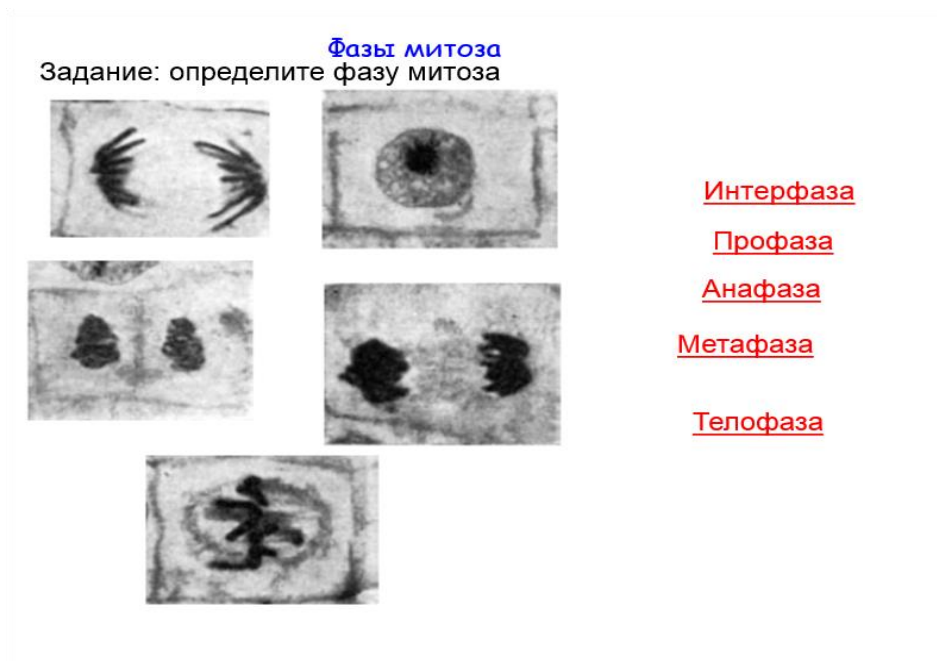 Фазы митоза
Задание: определите фазу митоза
Интерфаза
Профаза
Анафаза
Метафаза
Телофаза